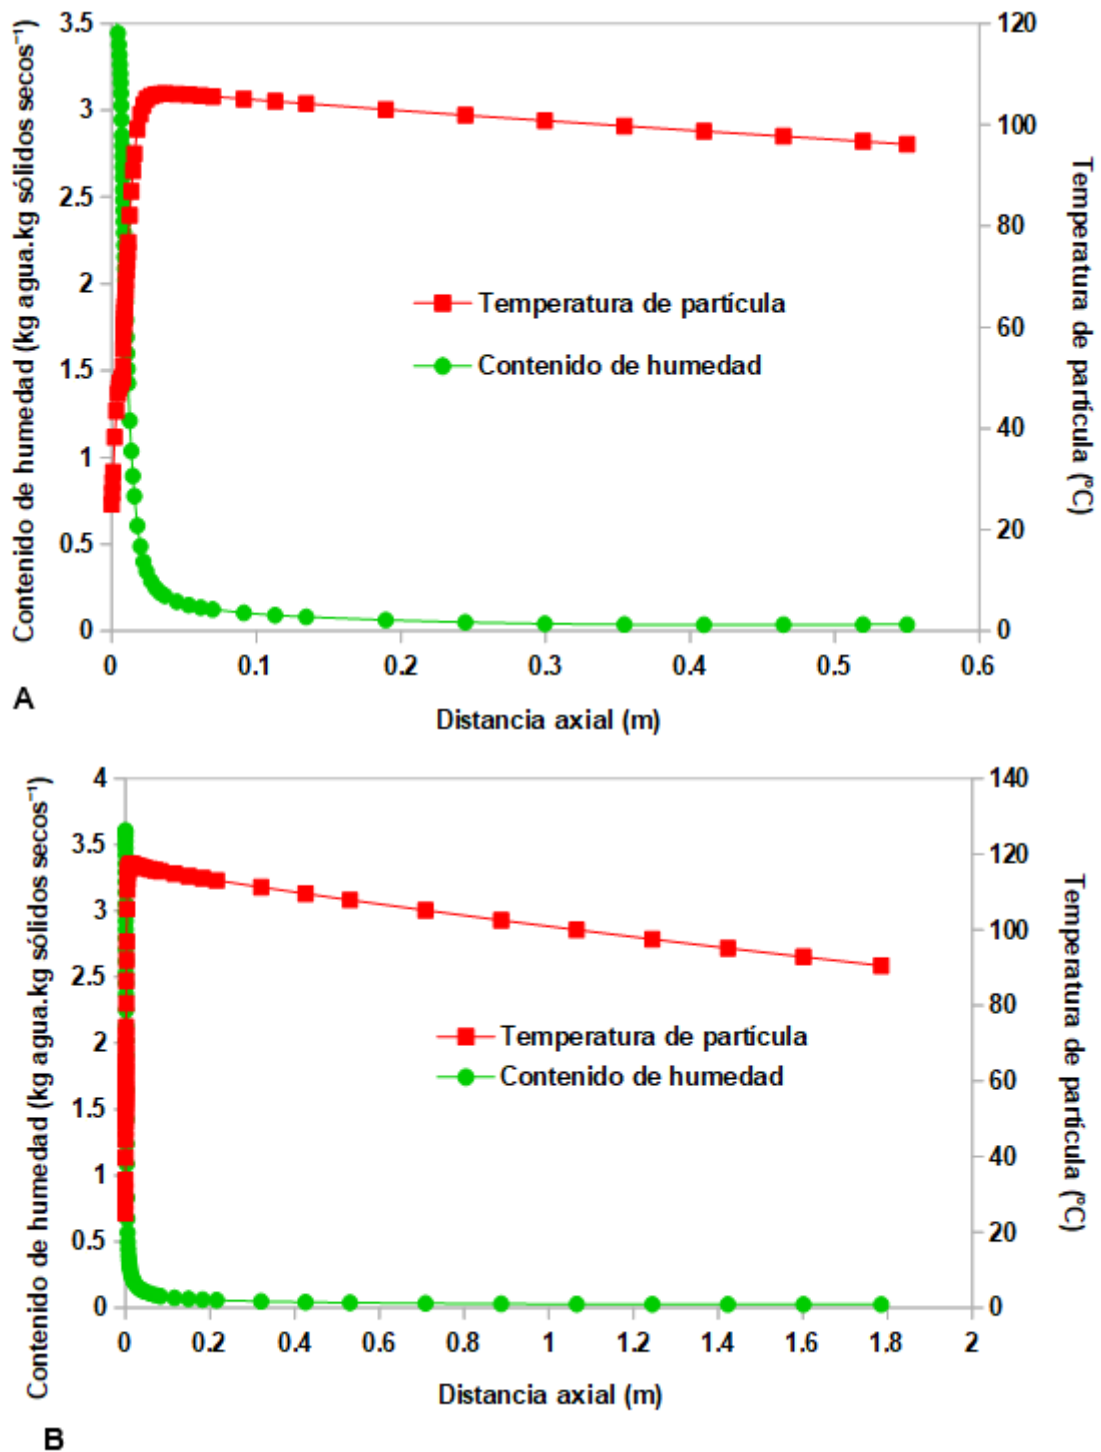 Contenido de humedad (kg agua.kg sólidos secos⁻¹)
3.5
3
2.5
2
1.5
1
0.5
0
120
100
80
60
40
20
0
Temperatura de partícula (ºC)
Temperatura de partícula
Contenido de humedad
0 0.1 0.2 0.3 0.4 0.5 0.6
Distancia axial (m)
A
Contenido de humedad (kg agua.kg sólidos secos⁻¹)
4
3.5
3
2.5
2
1.5
1
0.5
0
140
120
100
80
60
40
20
0
Temperatura de partícula (ºC)
Temperatura de partícula
Contenido de humedad
0 0.2 0.4 0.6 0.8 1 1.2 1.4 1.6 1.8 2
Distancia axial (m)
B